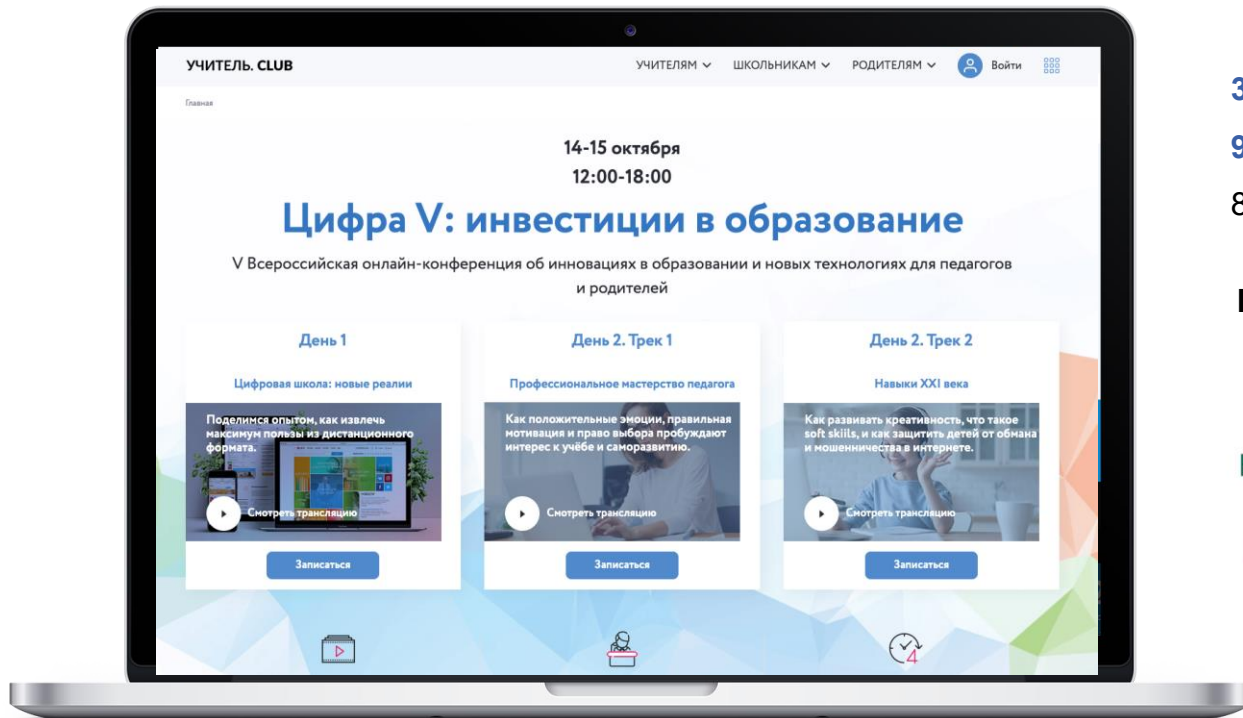 УЧИТЕЛЬ. CLUB
УЧИТЕЛЯМ
ШКОЛЬНИКАМ
РОДИТЕЛЯМ
Войти
Главная
14-15 октября
12:00-18:00
Цифра V: инвестиции в образование
V Всероссийская онлайн-конференция об инновациях в образовании и новых технологиях для педагогов
и родителей
День 1
Цифровая школа: новые реалии
Поделимся опытом, как извлечь
максимум пользы из дистанционного
формата.
Смотреть трансляцию
Записаться
День 2. Трек 1
Профессиональное мастерство педагога
Как положительные эмоции, правильная
мотивация и право выбора пробуждают
интерес к учёбе и саморазвитию.
Смотреть трансляцию
Записаться
День 2. Трек 2
Навыки XXI века
Как развивать креативность, что такое
soft skiils, и как защитить детей от обмана
и мошенничества в интернете.
Смотреть трансляцию
Записаться
4